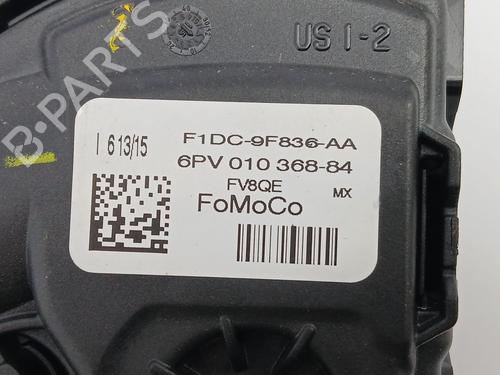 US I-2
B-PARTS
I 613/15
F1DC-9F836-AA
6PV 010 368-84
FV8QE
MX
FoMoCo